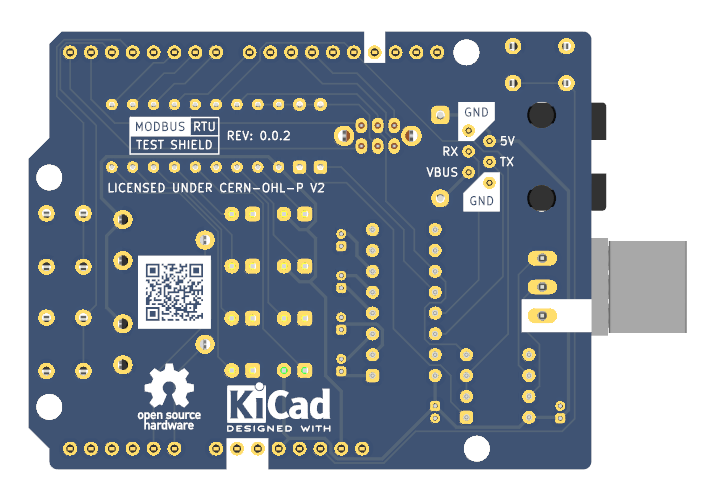 MODBUS RTU
TEST SHIELD
REV: 0.0.2
LICENSED UNDER CERN-OHL-P V2
GND
5V
RX
TX
VBUS
GND
open source
hardware
KiCad
DESIGNED WITH